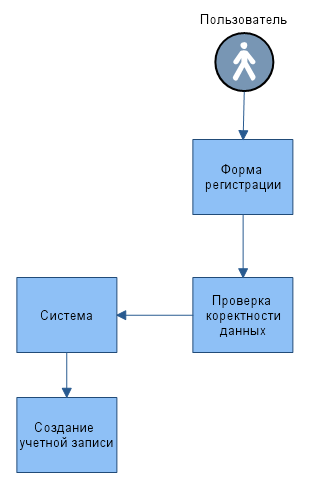 Пользователь
Форма
регистрации
Проверка
коректности
данных
Система
Создание
учетной записи